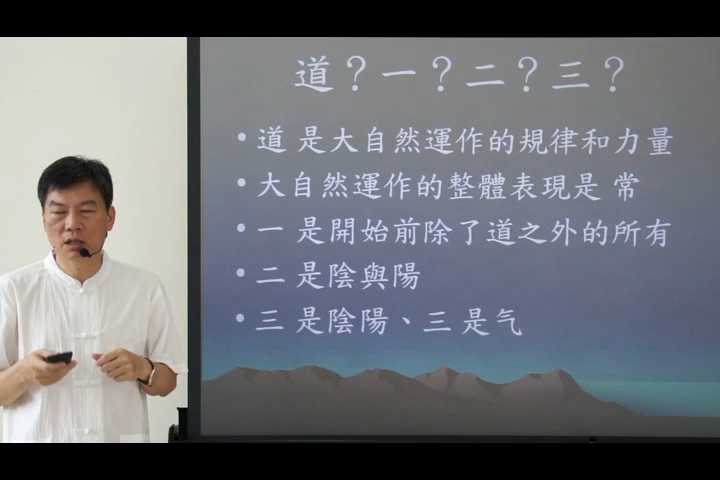 道？一？二？三？
• 道 是大自然運作的規律和力量
• 大自然運作的整體表現是 常
• 一 是開始前除了道之外的所有
• 二 是陰與陽
• 三 是陰陽、三 是气